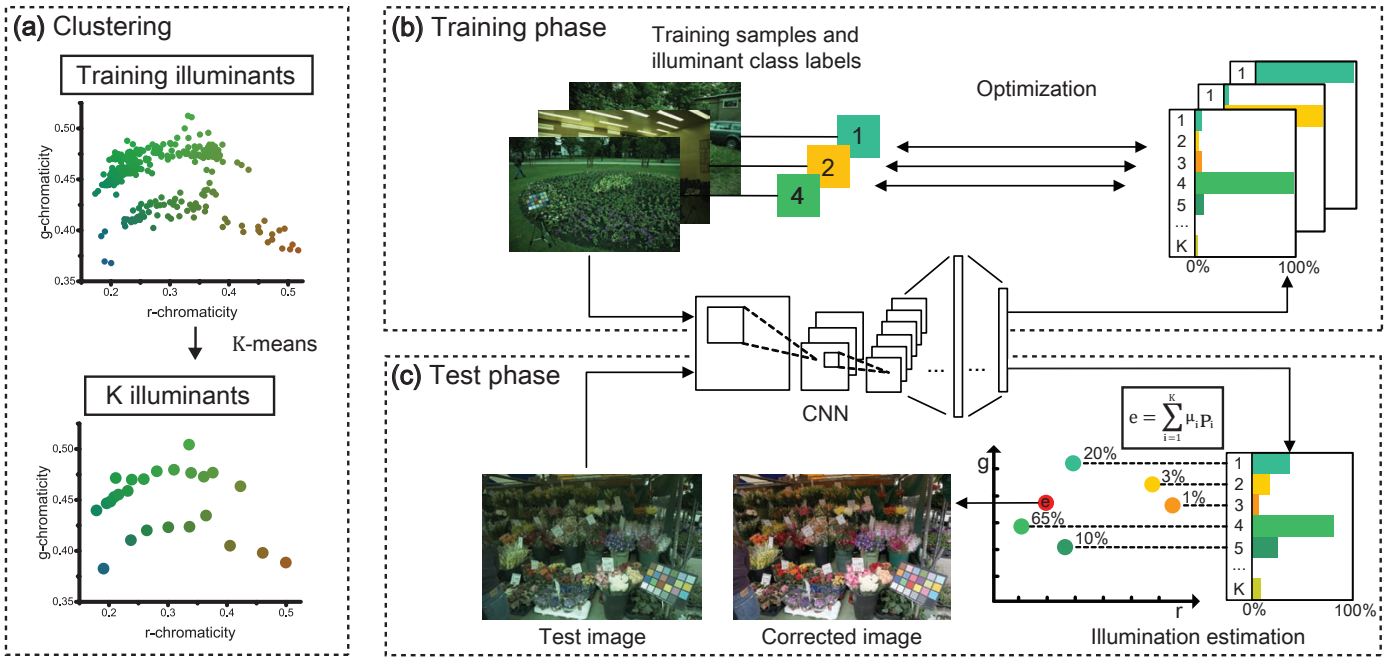 (a) Clustering
Training illuminants
0.50
0.45
0.40
0.35
g-chromaticity
0.2 0.3 0.4 0.5
r-chromaticity
K-means
K illuminants
0.50
0.45
0.40
0.35
g-chromaticity
0.2 0.3 0.4 0.5
r-chromaticity
(b) Training phase
Training samples and
illuminant class labels
1
2
4
Optimization
1
1
1
2
3
4
5
...
K
0% 100%
CNN
... ...
(c) Test phase
Test image
Corrected image
e = K∑i=1 μiPi
g
r
20%
3%
1%
e
65%
10%
1
2
3
4
5
...
K
0% 100%
Illumination estimation